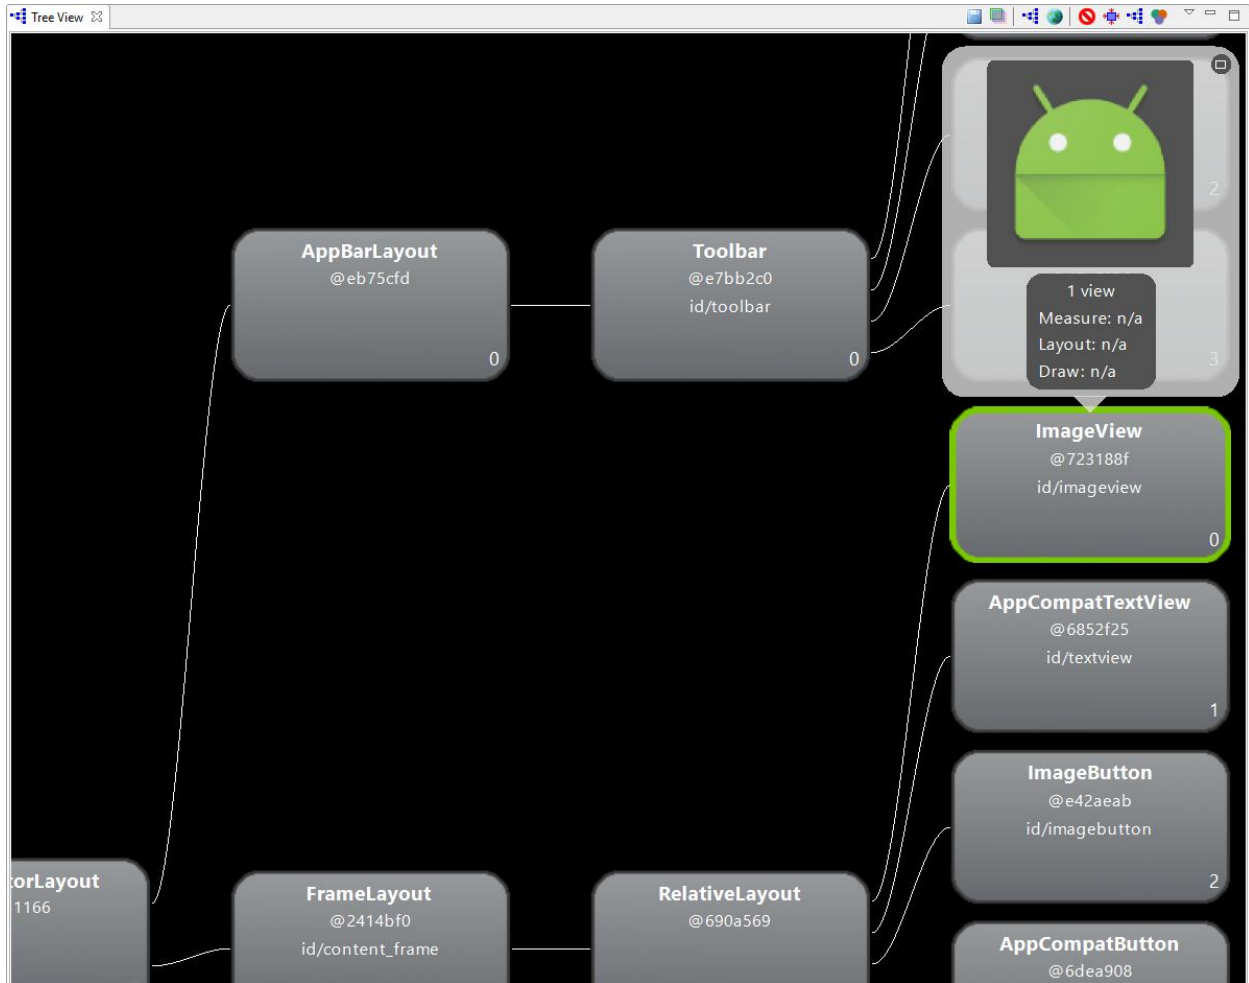 Tree View
2
3
1 view
Measure: n/a
Layout: n/a
Draw: n/a
AppBarLayout
@eb75cfd
0
Toolbar
@e7bb2c0
id/toolbar
0
ImageView
@723188f
id/imageview
0
AppCompatTextView
@6852f25
id/textview
1
ImageButton
@e42aeab
id/imagebutton
2
orLayout
1166
FrameLayout
@2414bf0
id/content_frame
RelativeLayout
@690a569
AppCompatButton
@6dea908